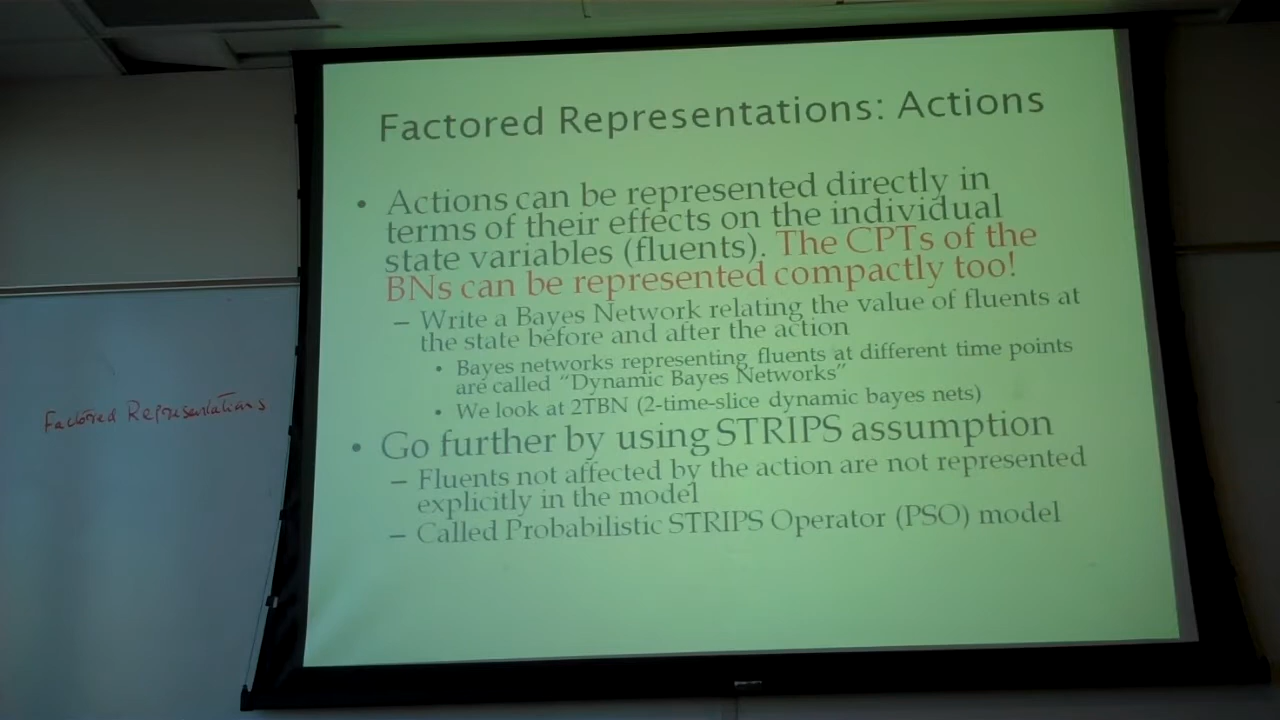 Factored Representations: Actions
• Actions can be represented directly in
terms of their effects on the individual
state variables (fluents). The CPTs of the
BNs can be represented compactly too!
– Write a Bayes Network relating the value of fluents at
the state before and after the action
• Bayes networks representing fluents at different time points
are called “Dynamic Bayes Networks”
• We look at 2TBN (2-time-slice dynamic bayes nets)
• Go further by using STRIPS assumption
– Fluents not affected by the action are not represented
explicitly in the model
– Called Probabilistic STRIPS Operator (PSO) model
Factored Representations